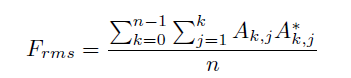 F_{rms} = \frac{\sum_{k=0}^{n-1} \sum_{j=1}^{k} A_{k,j} A_{k,j}^{*}}{n}